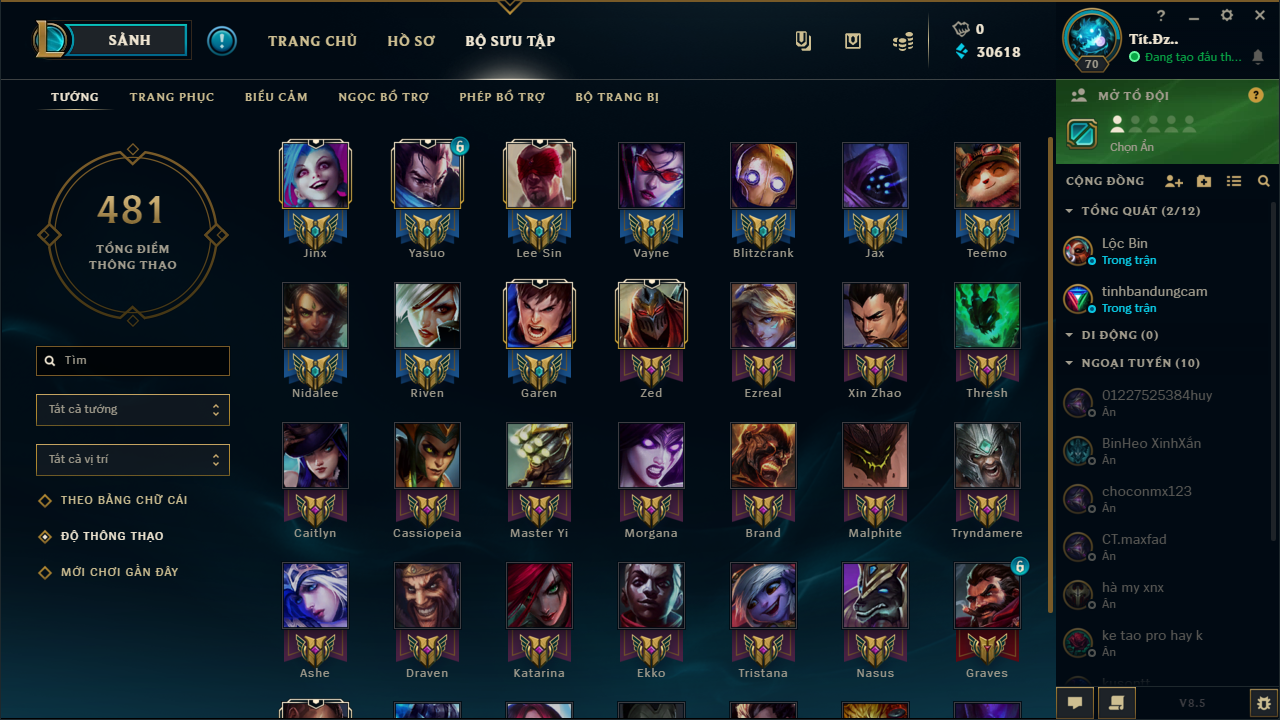 SẢNH
TRANG CHỦ
HỒ SƠ
BỘ SƯU TẬP
0
30618
?
Tít.Đz..
Đang tạo đấu th...
70
TƯỚNG
TRANG PHỤC
BIỂU CẢM
NGỌC BỔ TRỢ
PHÉP BỔ TRỢ
BỘ TRANG BỊ
481
TỔNG ĐIỂM
THÔNG THẠO
Tìm
Tất cả tướng
Tất cả vị trí
THEO BẢNG CHỮ CÁI
ĐỘ THÔNG THẠO
MỚI CHƠI GẦN ĐÂY
6
Jinx
Yasuo
Lee Sin
Vayne
Blitzcrank
Jax
Teemo
Nidalee
Riven
Garen
Zed
Ezreal
Xin Zhao
Thresh
Caitlyn
Cassiopeia
Master Yi
Morgana
Brand
Malphite
Tryndamere
6
Ashe
Draven
Katarina
Ekko
Tristana
Nasus
Graves
MỞ TỔ ĐỘI
?
Chọn Ẩn
CỘNG ĐỒNG
TỔNG QUÁT (2/12)
Lộc Bin
Trong trận
tinhbandungcam
Trong trận
DI ĐỘNG (0)
NGOẠI TUYẾN (10)
01227525384huy
Ẩn
BinHeo XinhXắn
Ẩn
choconmx123
Ẩn
CT.maxfad
Ẩn
hà my xnx
Ẩn
ke tao pro hay k
Ẩn
V8.5